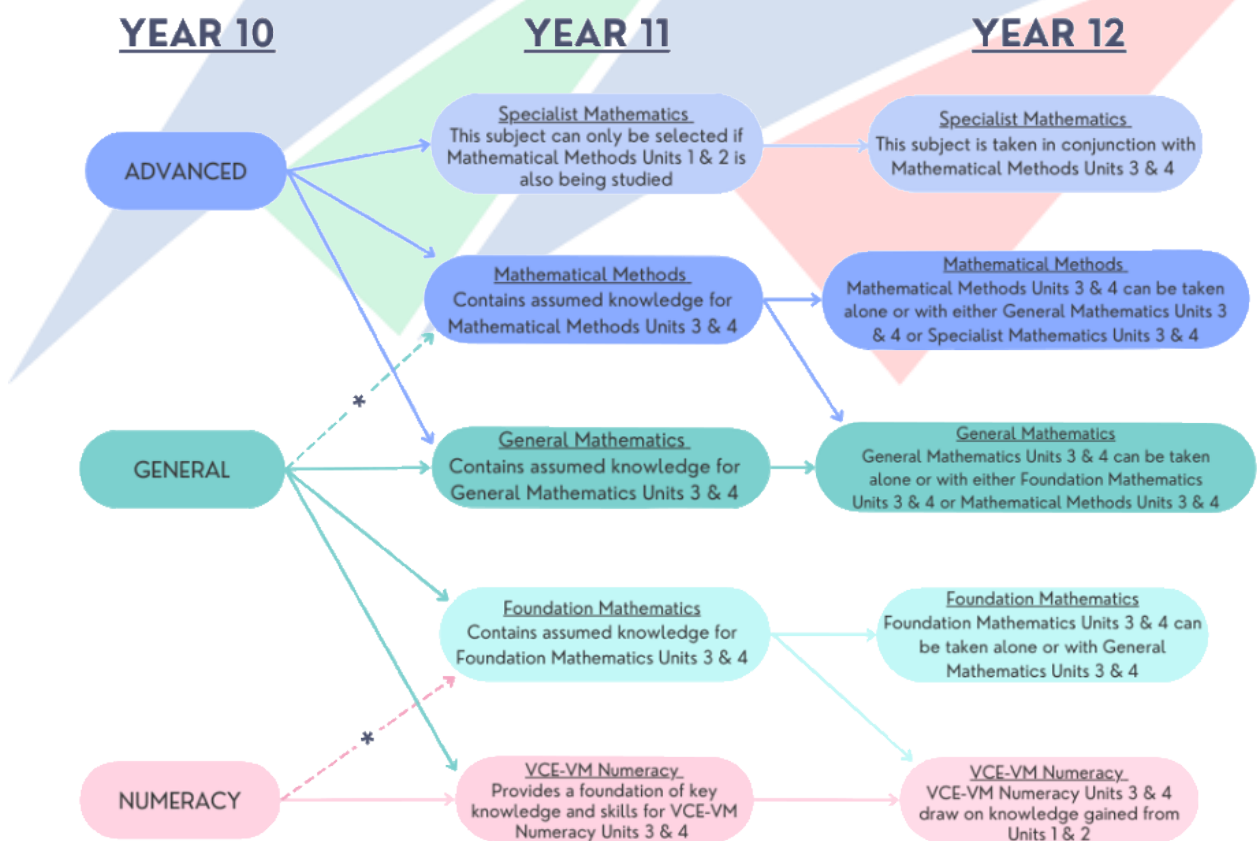 YEAR 10
YEAR 11
YEAR 12
ADVANCED
Specialist Mathematics
This subject can only be selected if
Mathematical Methods Units 1 & 2 is
also being studied
Specialist Mathematics
This subject is taken in conjunction with
Mathematical Methods Units 3 & 4
Mathematical Methods
Contains assumed knowledge for
Mathematical Methods Units 3 & 4
Mathematical Methods
Mathematical Methods Units 3 & 4 can be taken
alone or with either General Mathematics Units 3
& 4 or Specialist Mathematics Units 3 & 4
*
GENERAL
General Mathematics
Contains assumed knowledge for
General Mathematics Units 3 & 4
General Mathematics
General Mathematics Units 3 & 4 can be taken
alone or with either Foundation Mathematics
Units 3 & 4 or Mathematical Methods Units 3 & 4
Foundation Mathematics
Contains assumed knowledge for
Foundation Mathematics Units 3 & 4
Foundation Mathematics
Foundation Mathematics Units 3 & 4 can
be taken alone or with General
Mathematics Units 3 & 4
*
NUMERACY
VCE-VM Numeracy
Provides a foundation of key
knowledge and skills for VCE-VM
Numeracy Units 3 & 4
VCE-VM Numeracy
VCE-VM Numeracy Units 3 & 4
draw on knowledge gained from
Units 1 & 2